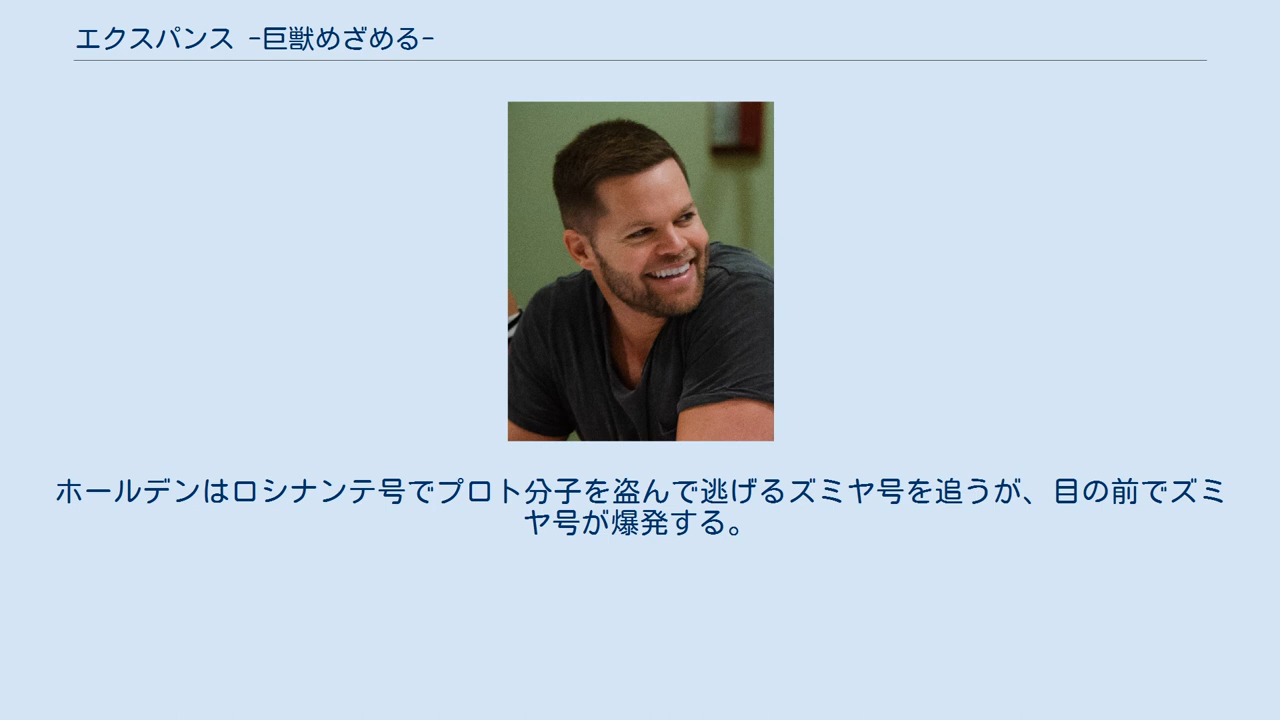 エクスパンス -巨獣めざめる-
ホールデンはロシナンテ号でプロト分子を盗んで逃げるズミヤ号を追うが、目の前でズミ
ヤ号が爆発する。